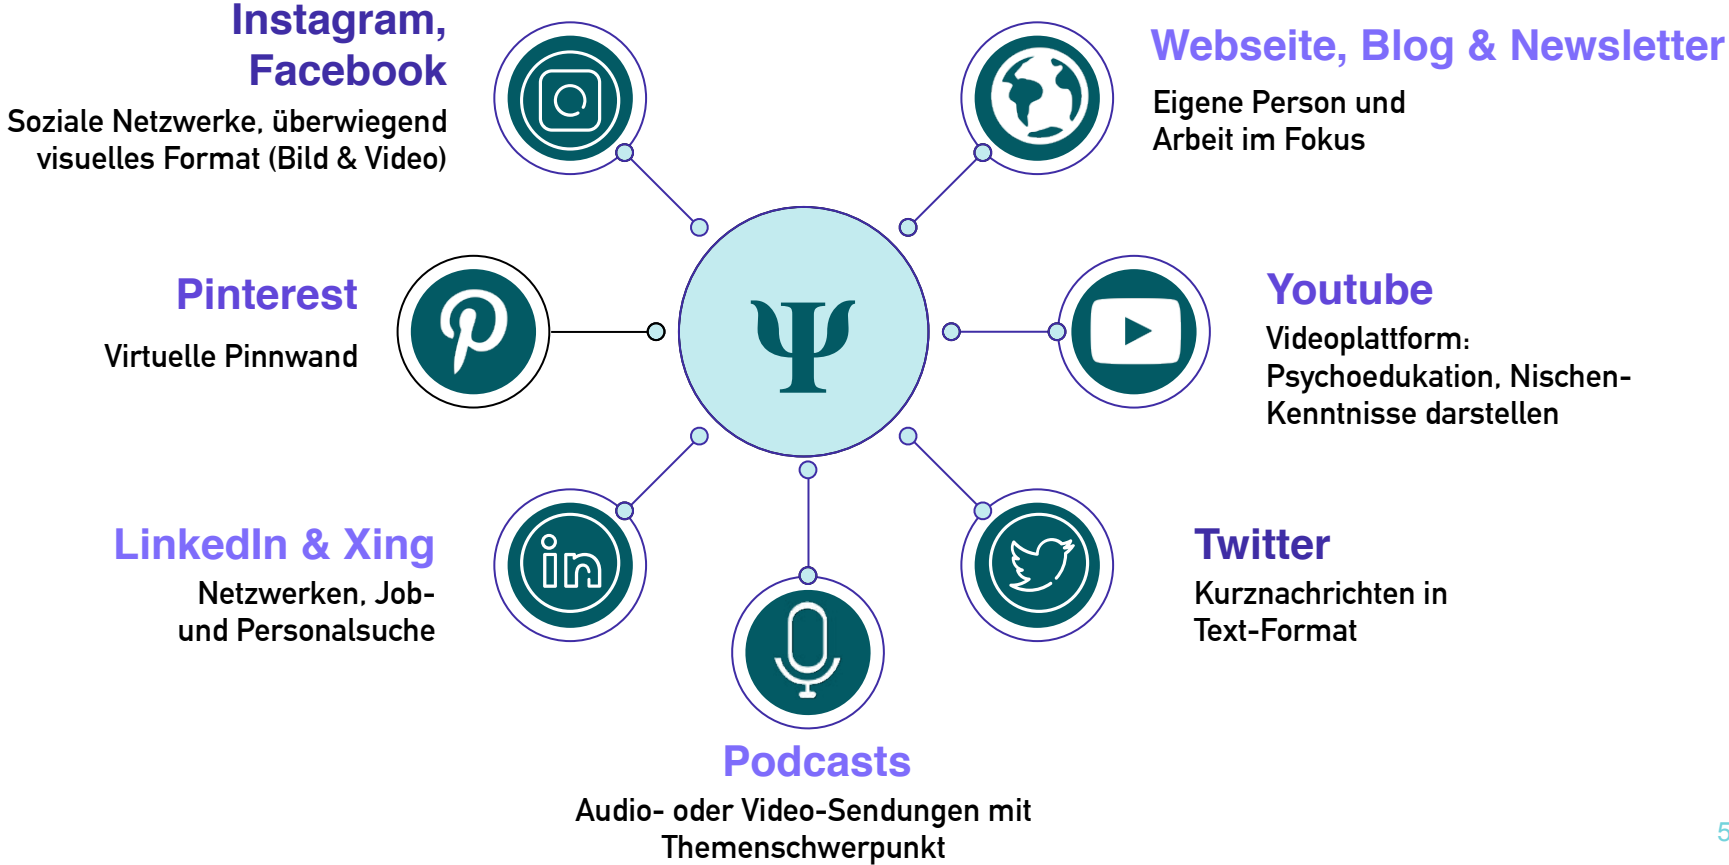 Instagram,
Facebook
Soziale Netzwerke, überwiegend
visuelles Format (Bild & Video)
Webseite, Blog & Newsletter
Eigene Person und
Arbeit im Fokus
Pinterest
Virtuelle Pinnwand
Ψ
Youtube
Videoplattform:
Psychoedukation, Nischen-
Kenntnisse darstellen
LinkedIn & Xing
Netzwerken, Job-
und Personalsuche
in
Twitter
Kurznachrichten in
Text-Format
Podcasts
Audio- oder Video-Sendungen mit
Themenschwerpunkt
5